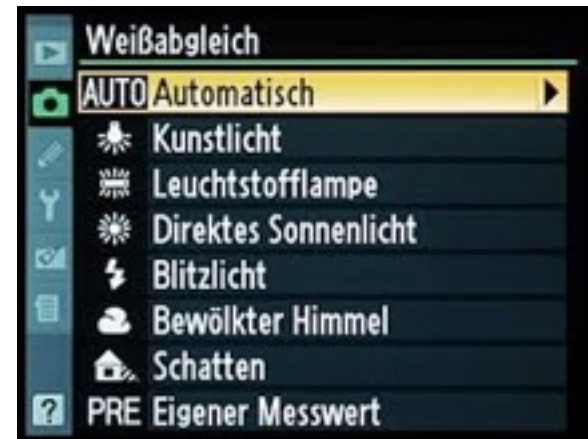 Weißabgleich
AUTO Automatisch
Kunstlicht
Leuchtstofflampe
Direktes Sonnenlicht
Blitzlicht
Bewölkter Himmel
Schatten
PRE Eigener Messwert
?